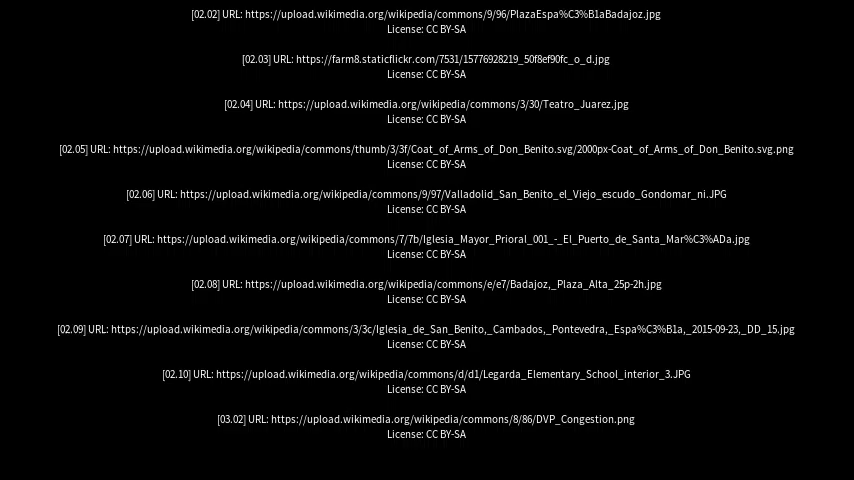 [02.02] URL: https://upload.wikimedia.org/wikipedia/commons/9/96/PlazaEspa%C3%B1aBadajoz.jpg
License: CC BY-SA
[02.03] URL: https://farm8.staticflickr.com/7531/15776928219_50f8ef90fc_o_d.jpg
License: CC BY-SA
[02.04] URL: https://upload.wikimedia.org/wikipedia/commons/3/30/Teatro_Juarez.jpg
License: CC BY-SA
[02.05] URL: https://upload.wikimedia.org/wikipedia/commons/thumb/3/3f/Coat_of_Arms_of_Don_Benito.svg/2000px-Coat_of_Arms_of_Don_Benito.svg.png
License: CC BY-SA
[02.06] URL: https://upload.wikimedia.org/wikipedia/commons/9/97/Valladolid_San_Benito_el_Viejo_escudo_Gondomar_ni.JPG
License: CC BY-SA
[02.07] URL: https://upload.wikimedia.org/wikipedia/commons/7/7b/Iglesia_Mayor_Prioral_001_-_El_Puerto_de_Santa_Mar%C3%ADa.jpg
License: CC BY-SA
[02.08] URL: https://upload.wikimedia.org/wikipedia/commons/e/e7/Badajoz,_Plaza_Alta_25p-2h.jpg
License: CC BY-SA
[02.09] URL: https://upload.wikimedia.org/wikipedia/commons/3/3c/Iglesia_de_San_Benito,_Cambados,_Pontevedra,_Espa%C3%B1a,_2015-09-23,_DD_15.jpg
License: CC BY-SA
[02.10] URL: https://upload.wikimedia.org/wikipedia/commons/d/d1/Legarda_Elementary_School_interior_3.JPG
License: CC BY-SA
[03.02] URL: https://upload.wikimedia.org/wikipedia/commons/8/86/DVP_Congestion.png
License: CC BY-SA